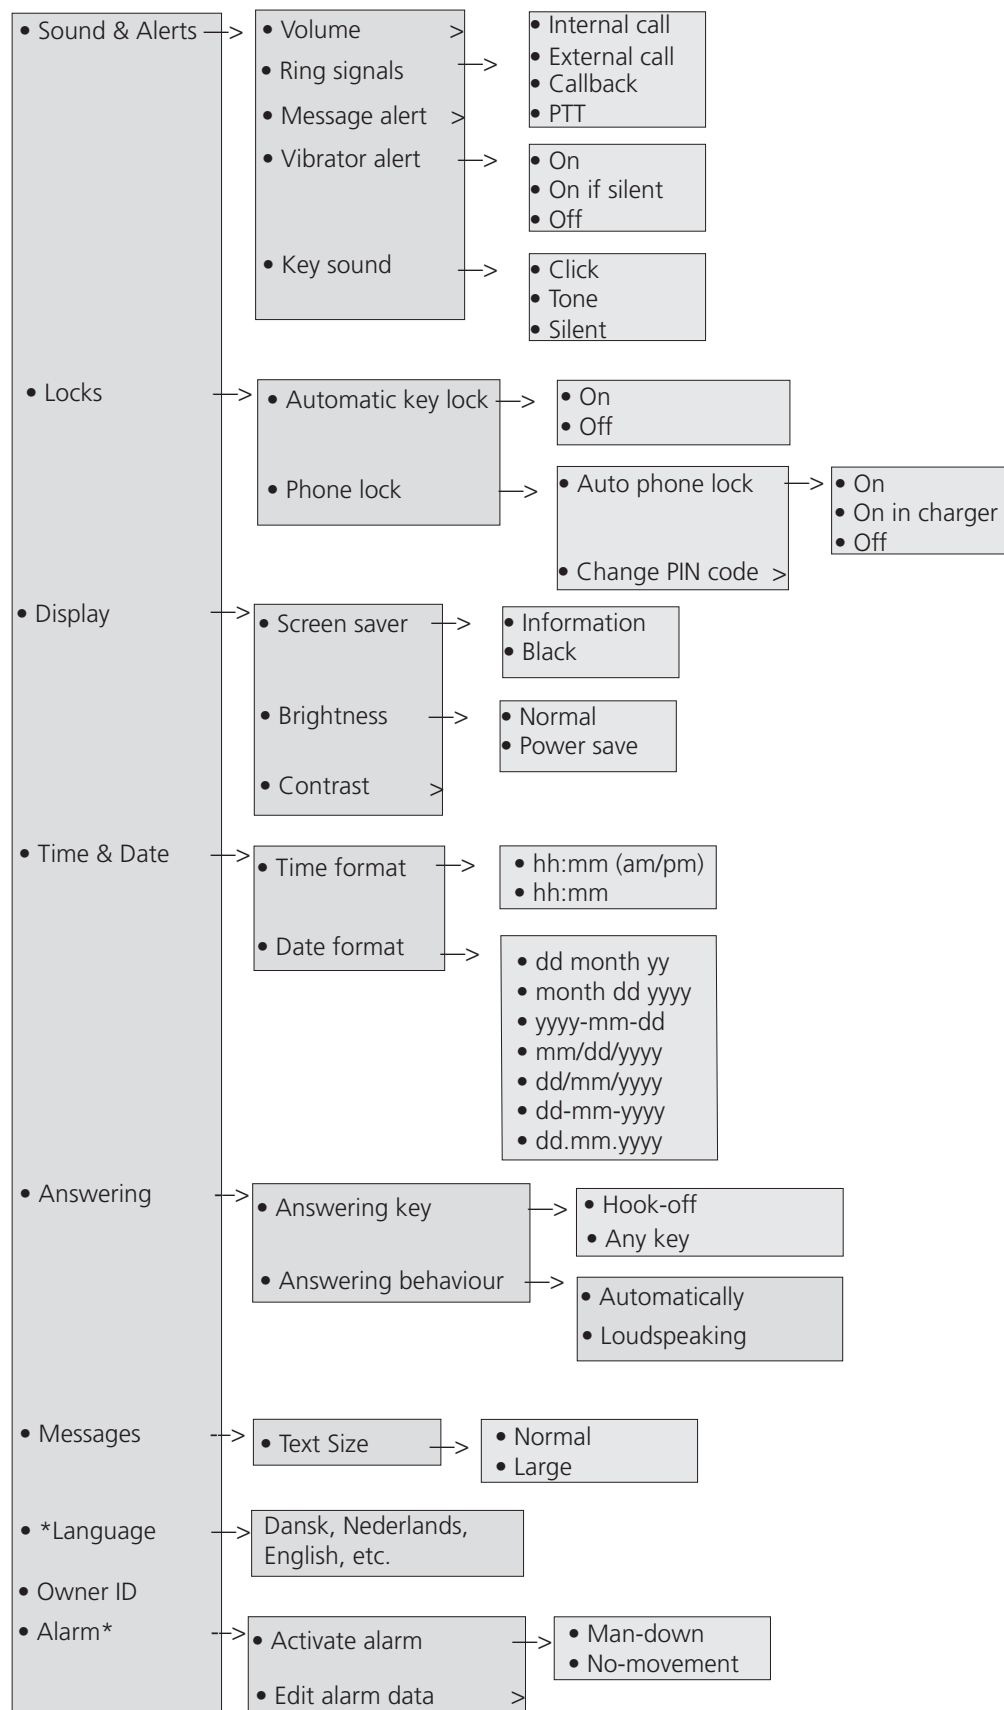 • Sound & Alerts —>
• Volume >
• Ring signals —>
• Internal call
• External call
• Callback
• PTT
• Message alert >
• Vibrator alert —>
• On
• On if silent
• Off
• Key sound —>
• Click
• Tone
• Silent
• Locks —>
• Automatic key lock —>
• On
• Off
• Phone lock —>
• Auto phone lock —>
• On
• On in charger
• Off
• Change PIN code >
• Display —>
• Screen saver —>
• Information
• Black
• Brightness —>
• Normal
• Power save
• Contrast >
• Time & Date —>
• Time format —>
• hh:mm (am/pm)
• hh:mm
• Date format —>
• dd month yy
• month dd yyyy
• yyyy-mm-dd
• mm/dd/yyyy
• dd/mm/yyyy
• dd-mm-yyyy
• dd.mm.yyyy
• Answering —>
• Answering key —>
• Hook-off
• Any key
• Answering behaviour —>
• Automatically
• Loudspeaking
• Messages -->
• Text Size —>
• Normal
• Large
• *Language —>
Dansk, Nederlands,
English, etc.
• Owner ID
• Alarm* -->
• Activate alarm —>
• Man-down
• No-movement
• Edit alarm data >